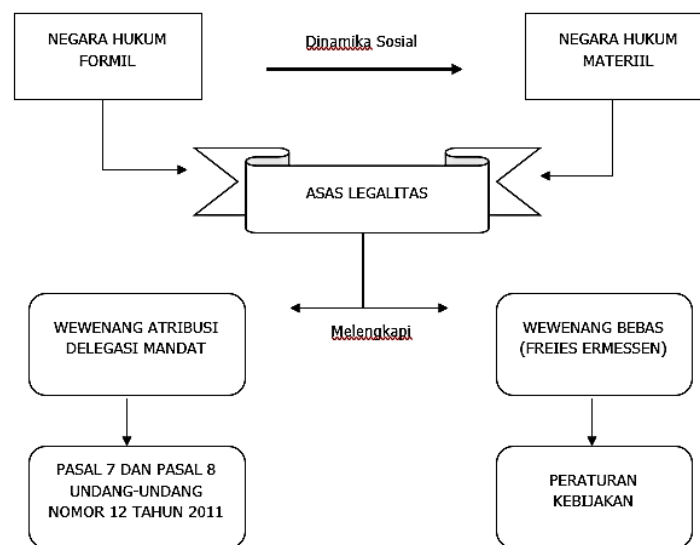 NEGARA HUKUM
FORMIL
Dinamika Sosial
NEGARA HUKUM
MATERIIL
ASAS LEGALITAS
Melengkapi
WEWENANG ATRIBUSI
DELEGASI MANDAT
WEWENANG BEBAS
(FREIES ERMESSEN)
PASAL 7 DAN PASAL 8
UNDANG-UNDANG
NOMOR 12 TAHUN 2011
PERATURAN
KEBIJAKAN